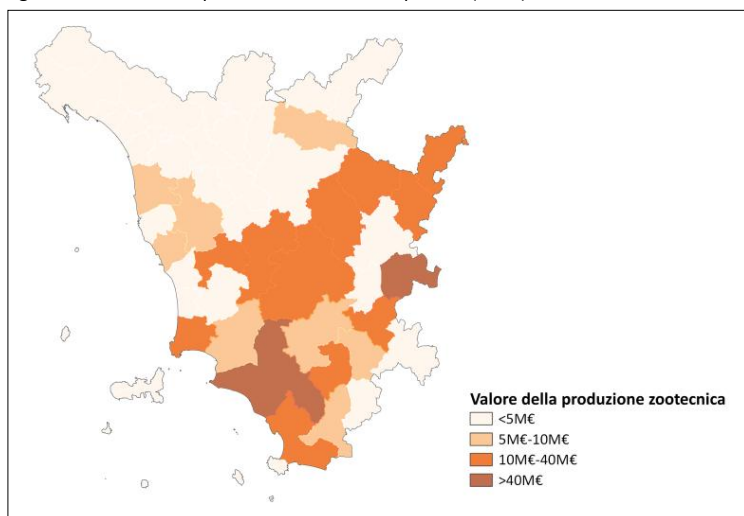 Valore della produzione zootecnica
<5M€
5M€-10M€
10M€-40M€
>40M€